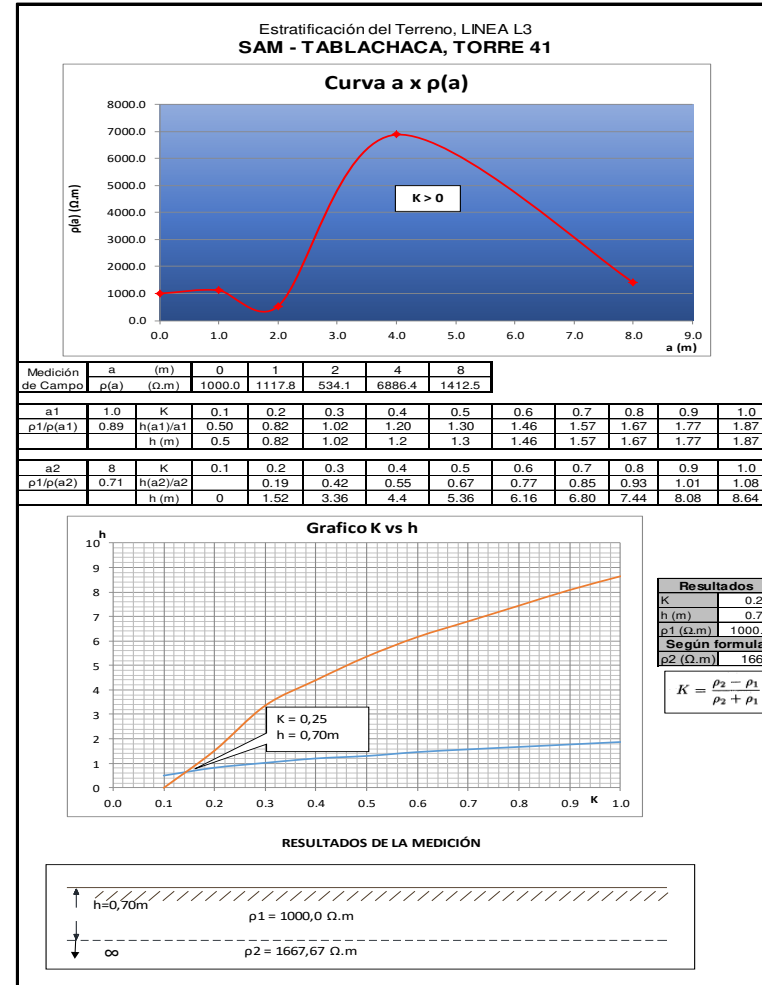 Estratificación del Terreno, LINEA L3
SAM - TABLACHACA, TORRE 41
Curva a x ρ(a)
ρ(a) (Ω.m)
8000.0
7000.0
6000.0
5000.0
4000.0
3000.0
2000.0
1000.0
0.0
K > 0
0.0 1.0 2.0 3.0 4.0 5.0 6.0 7.0 8.0 9.0
a (m)
Medición de Campo a (m) 0 1 2 4 8
ρ(a) (Ω.m) 1000.0 1117.8 534.1 6886.4 1412.5
a1 1.0 K 0.1 0.2 0.3 0.4 0.5 0.6 0.7 0.8 0.9 1.0
ρ1/ρ(a1) 0.89 h(a1)/a1 0.50 0.82 1.02 1.20 1.30 1.46 1.57 1.67 1.77 1.87
h (m) 0.5 0.82 1.02 1.2 1.3 1.46 1.57 1.67 1.77 1.87
a2 8 K 0.1 0.2 0.3 0.4 0.5 0.6 0.7 0.8 0.9 1.0
ρ1/ρ(a2) 0.71 h(a2)/a2 0.19 0.42 0.55 0.67 0.77 0.85 0.93 1.01 1.08
h (m) 0 1.52 3.36 4.4 5.36 6.16 6.80 7.44 8.08 8.64
Grafico K vs h
h
10
9
8
7
6
5
4
3
2
1
0
K = 0,25
h = 0,70m
0.0 0.1 0.2 0.3 0.4 0.5 0.6 0.7 0.8 0.9 K 1.0
Resultados
K 0.2
h (m) 0.7
ρ1 (Ω.m) 1000.
Según formula
ρ2 (Ω.m) 166
K = (ρ₂ − ρ₁)/(ρ₂ + ρ₁)
RESULTADOS DE LA MEDICIÓN
h=0,70m
ρ1 = 1000,0 Ω.m
∞ ρ2 = 1667,67 Ω.m